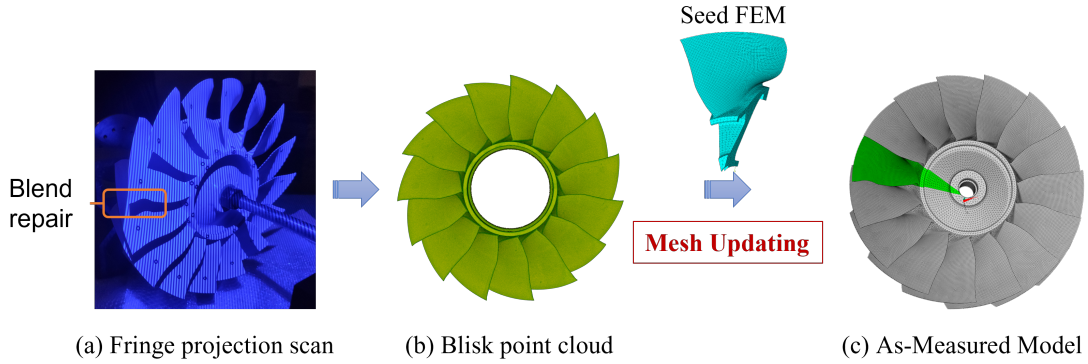 Seed FEM
Blend
repair
Mesh Updating
(a) Fringe projection scan
(b) Blisk point cloud
(c) As-Measured Model